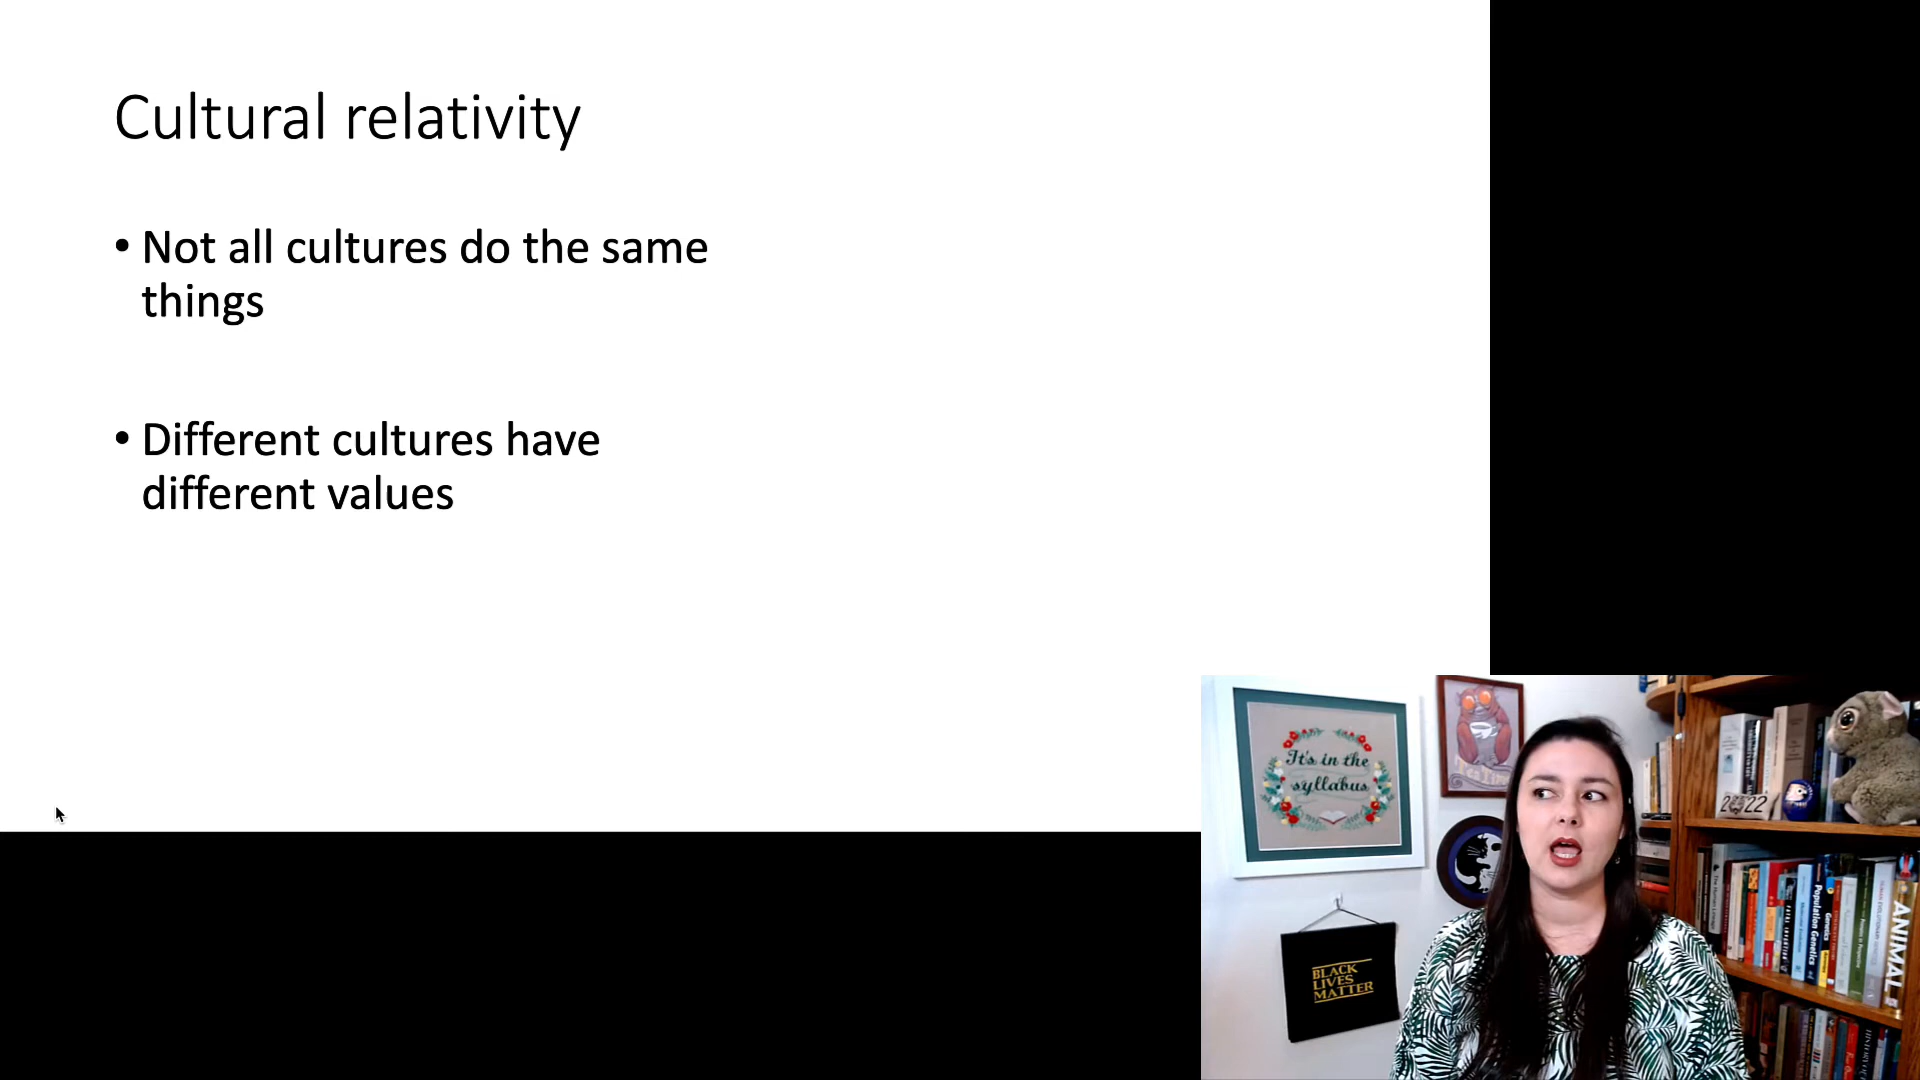 Cultural relativity
• Not all cultures do the same
things
• Different cultures have
different values
It's in the
syllabus
BLACK
LIVES
MATTER
2022
Population Genetics
Genetics
ANIMAL